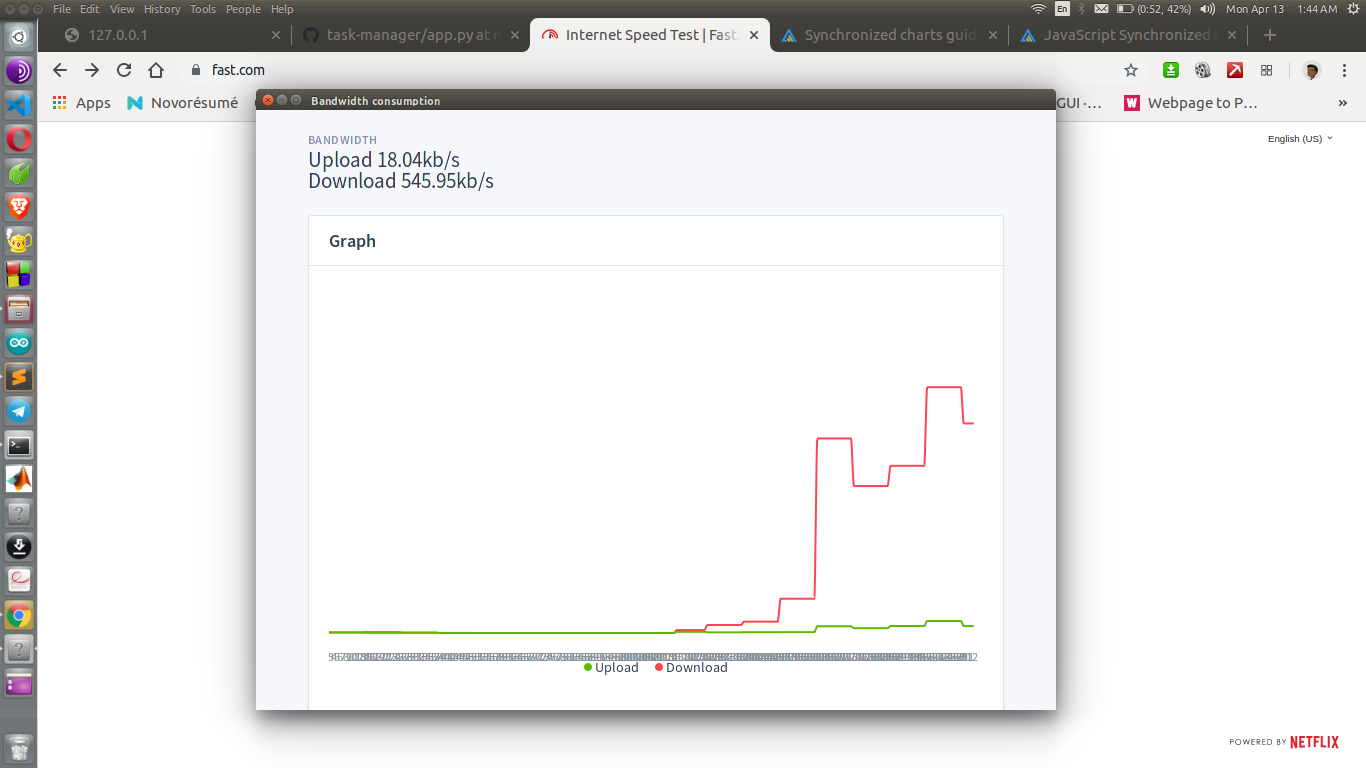 File Edit View History Tools People Help
En (0:52, 42%) Mon Apr 13 1:44 AM
127.0.0.1
task-manager/app.py at
Internet Speed Test | Fast.
Synchronized charts guid
JavaScript Synchronized
fast.com
Apps
Novorésumé
GUI ·…
Webpage to P…
»
Bandwidth consumption
English (US)
BANDWIDTH
Upload 18.04kb/s
Download 545.95kb/s
Graph
Upload Download
POWERED BY NETFLIX